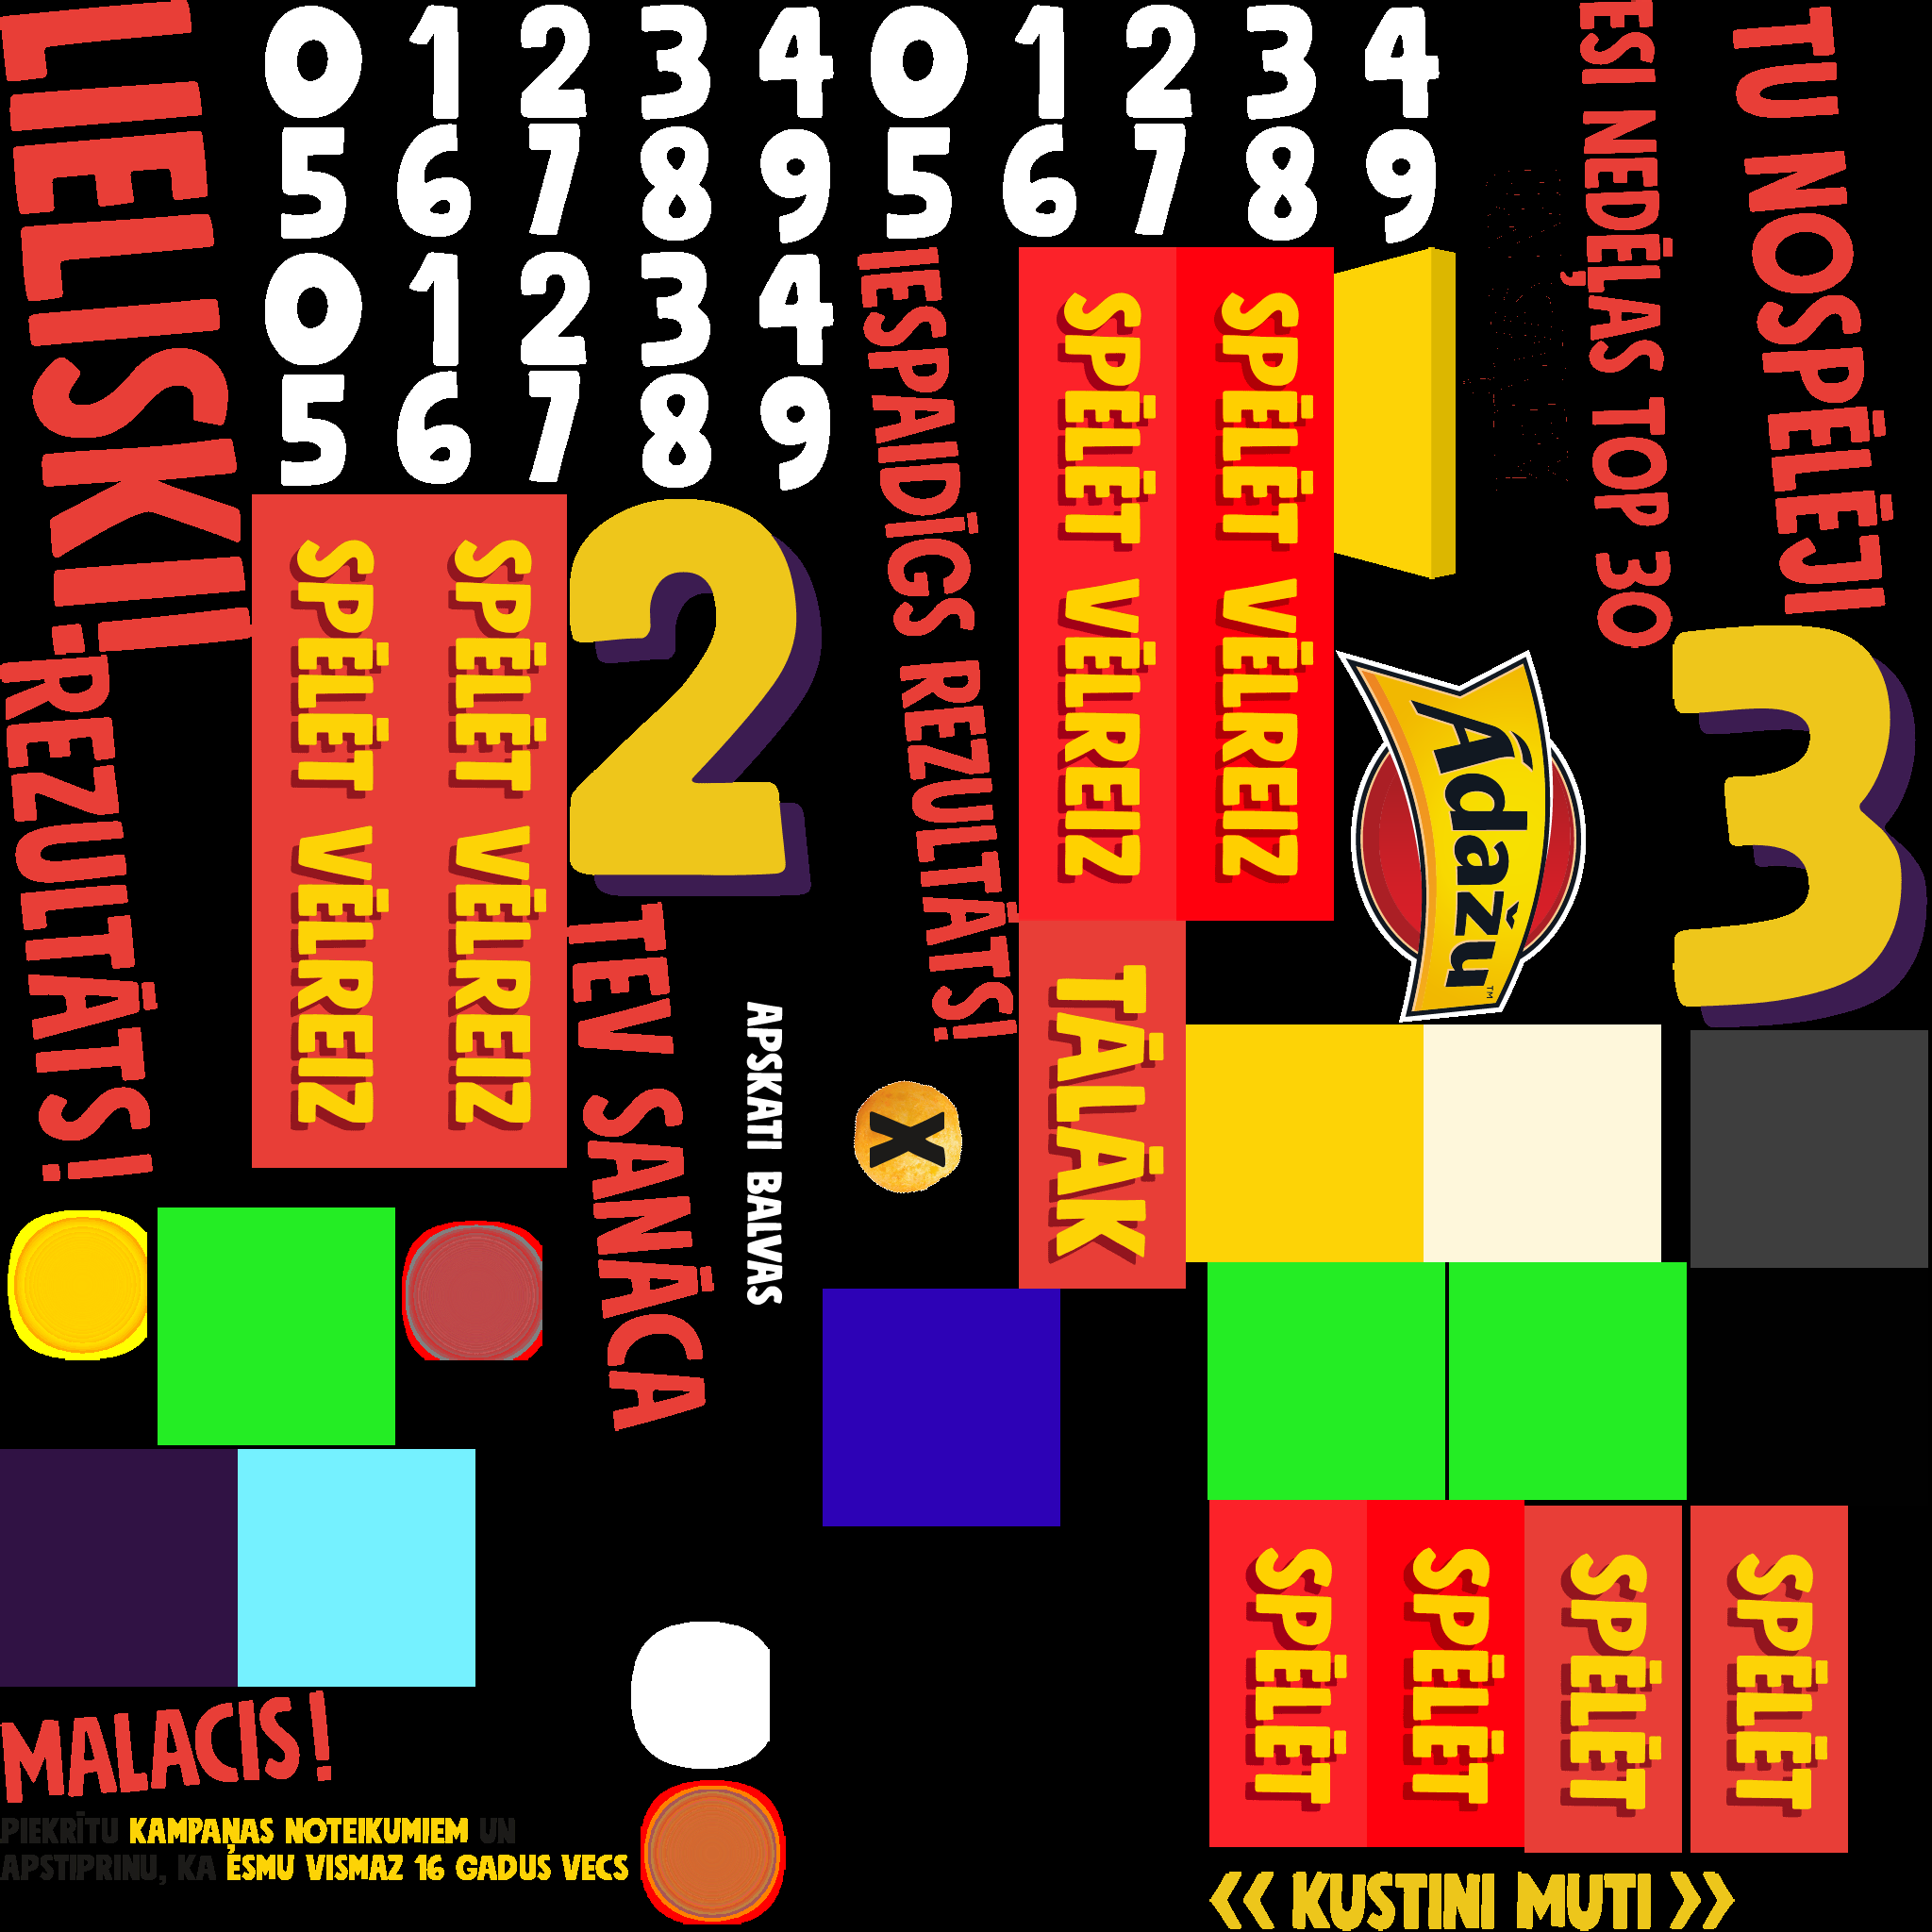 LIELISKI!
REZULTĀTS!
0 1 2 3 4 0 1 2 3 4
5 6 7 8 9 5 6 7 8 9
0 1 2 3 4
5 6 7 8 9
SPĒLĒT VĒLREIZ
SPĒLĒT VĒLREIZ
2
TEV SANĀCA
APSKATI BALVAS
IESPAIDĪGS REZULTĀTS!
X
SPĒLĒT VĒLREIZ
SPĒLĒT VĒLREIZ
TĀLĀK
Ádažu™
ESI NEDĒĻAS TOP 30
TU NOSPĒLĒJI
3
SPĒLĒT
SPĒLĒT
SPĒLĒT
SPĒLĒT
MALACIS!
PIEKRĪTU KAMPAŅAS NOTEIKUMIEM UN
APSTIPRINU, KA ESMU VISMAZ 16 GADUS VECS
« KUSTINI MUTI »